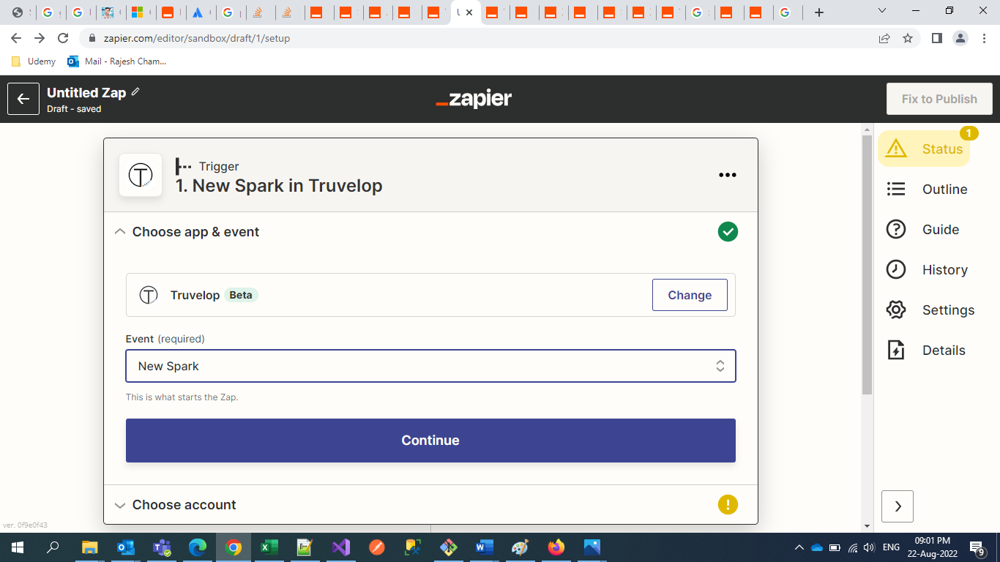 zapier.com/editor/sandbox/draft/1/setup
Udemy
Mail - Rajesh Cham...
Untitled Zap
Draft - saved
_zapier
Fix to Publish
Trigger
1. New Spark in Truvelop
1
Status
Outline
Guide
History
Settings
Details
Choose app & event
Truvelop
Beta
Change
Event (required)
New Spark
This is what starts the Zap.
Continue
Choose account
ver. 0f9e0f43
ENG
09:01 PM
22-Aug-2022
9